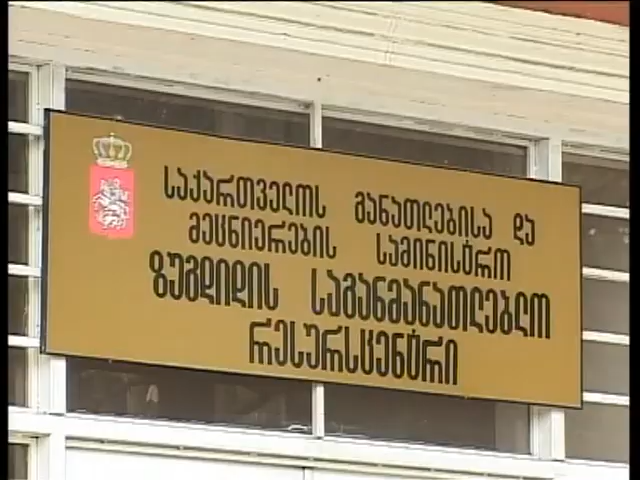 საქართველოს განათლებისა და
მეცნიერების სამინისტრო
ზუგდიდის საგანმანათლებლო
რესურსცენტრი